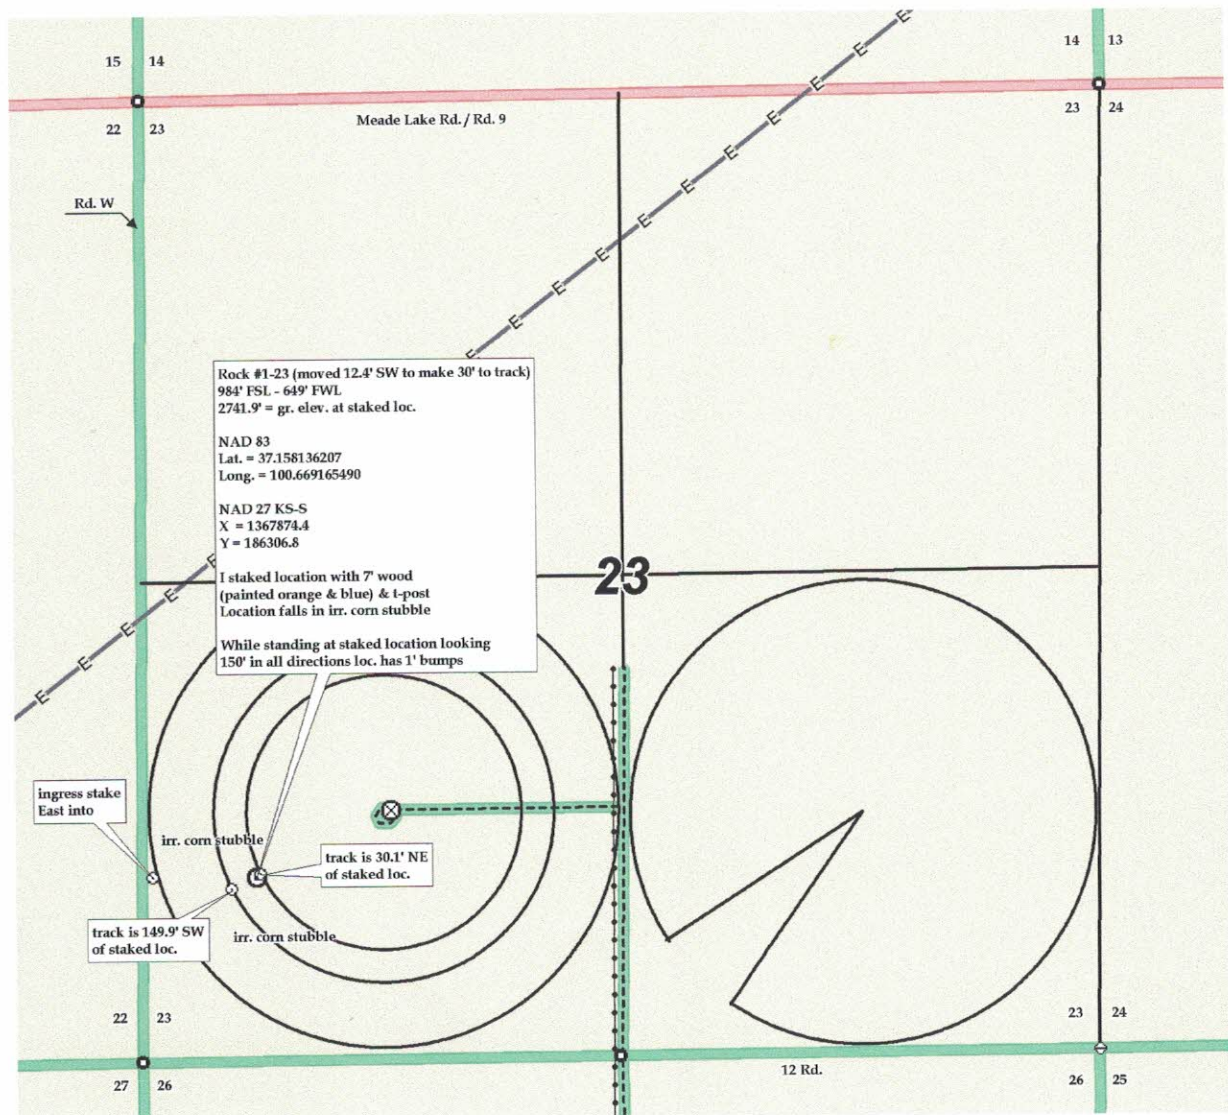 15 14
14 13
22 23
23 24
Meade Lake Rd. / Rd. 9
Rd. W
E
E
E
E
E
E
E
E
E
E
E
Rock #1-23 (moved 12.4' SW to make 30' to track)
984' FSL - 649' FWL
2741.9' = gr. elev. at staked loc.
NAD 83
Lat. = 37.158136207
Long. = 100.669165490
NAD 27 KS-S
X = 1367874.4
Y = 186306.8
I staked location with 7' wood
(painted orange & blue) & t-post
Location falls in irr. corn stubble
While standing at staked location looking
150' in all directions loc. has 1' bumps
23
E
E
E
E
E
ingress stake
East into
irr. corn stubble
track is 30.1' NE
of staked loc.
track is 149.9' SW
of staked loc.
irr. corn stubble
22 23
23 24
27 26
12 Rd.
26 25